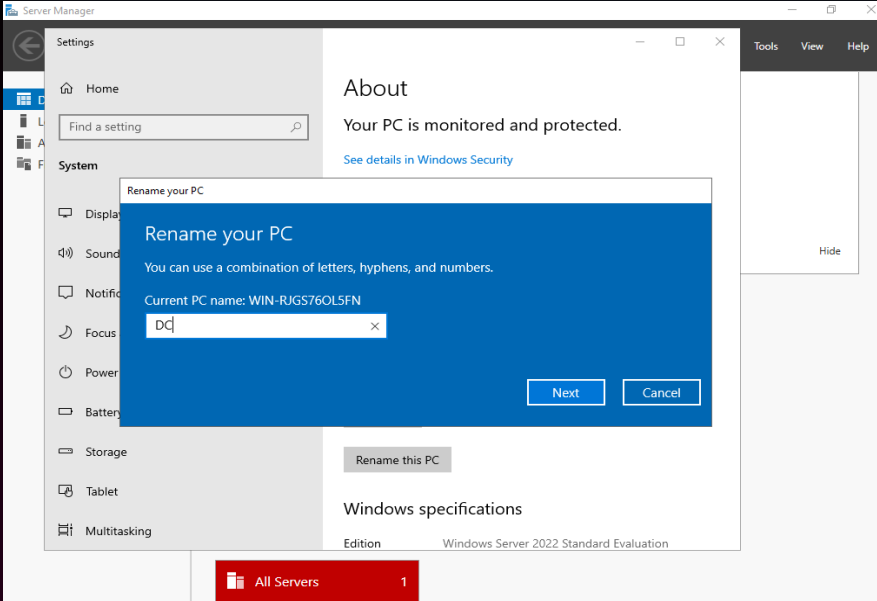 Server Manager
Tools
View
Help
Settings
Home
Find a setting
System
Display
Sound
Focus
Power
Battery
Storage
Tablet
Multitasking
About
Your PC is monitored and protected.
See details in Windows Security
Rename your PC
Rename your PC
You can use a combination of letters, hyphens, and numbers.
Current PC name: WIN-RJGS76OL5FN
DC
Next
Cancel
Rename this PC
Windows specifications
Edition Windows Server 2022 Standard Evaluation
Hide
All Servers 1